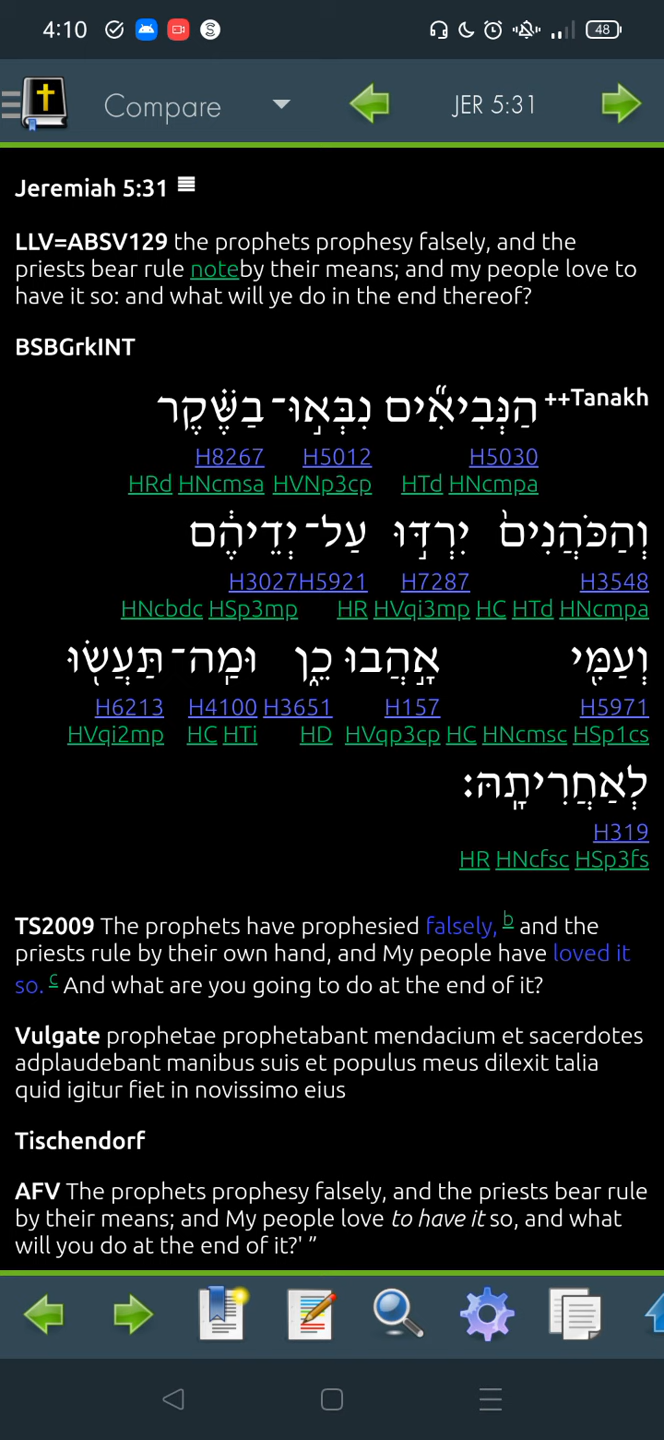 4:10
48
Compare
JER 5:31
Jeremiah 5:31
LLV=ABSV129 the prophets prophesy falsely, and the
priests bear rule noteby their means; and my people love to
have it so: and what will ye do in the end thereof?
BSBGrkINT
++Tanakh הַנְּבִיאִ֞ים נִבְּא֣וּ־ בַשֶּׁ֗קֶר
H8267 H5012 H5030
HRd HNcmsa HVNp3cp HTd HNcmpa
וְהַכֹּהֲנִים֙ יִרְדּ֣וּ עַל־ יְדֵיהֶ֔ם
H3027H5921 H7287 H3548
HNcbdc HSp3mp HR HVqi3mp HC HTd HNcmpa
וְעַמִּ֖י אָ֣הֲבוּ כֵ֑ן וּמַֽה־ תַּעֲשׂ֖וּ
H6213 H4100 H3651 H157 H5971
HVqi2mp HC HTi HD HVqp3cp HC HNcmsc HSp1cs
לְאַחֲרִיתָֽהּ׃
H319
HR HNcfsc HSp3fs
TS2009 The prophets have prophesied falsely, b and the
priests rule by their own hand, and My people have loved it
so. c And what are you going to do at the end of it?
Vulgate prophetae prophetabant mendacium et sacerdotes
adplaudebant manibus suis et populus meus dilexit talia
quid igitur fiet in novissimo eius
Tischendorf
AFV The prophets prophesy falsely, and the priests bear rule
by their means; and My people love to have it so, and what
will you do at the end of it?' ”